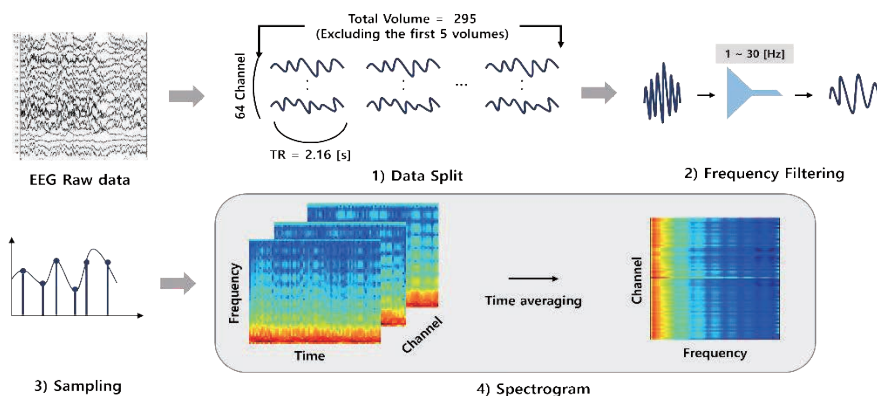 Total Volume = 295
(Excluding the first 5 volumes)
64 Channel
...
TR = 2.16 [s]
1 ~ 30 [Hz]
EEG Raw data
1) Data Split
2) Frequency Filtering
Frequency
Time
Channel
Time averaging
Channel
Frequency
3) Sampling
4) Spectrogram